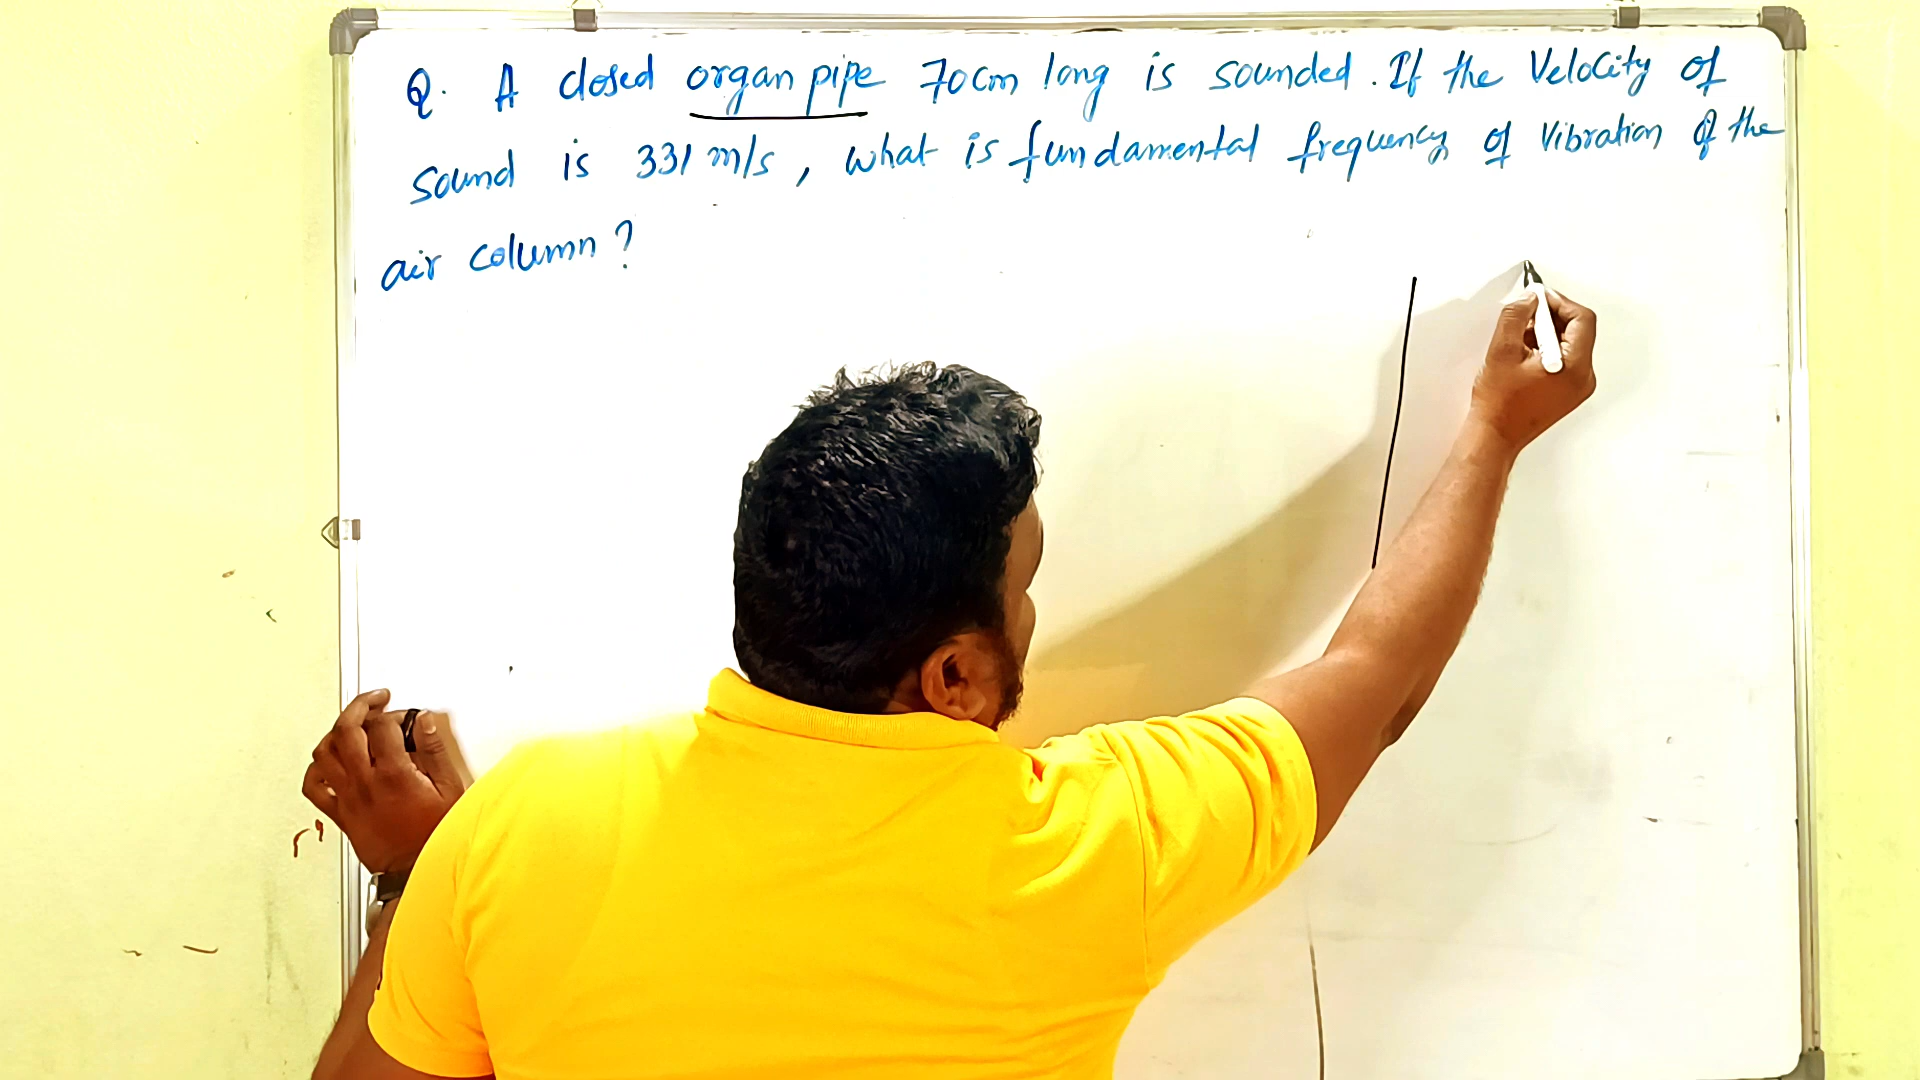 Q. A closed organ pipe 70cm long is sounded. If the Velocity of
sound is 331 m/s, what is fundamental frequency of Vibration of the
air column?